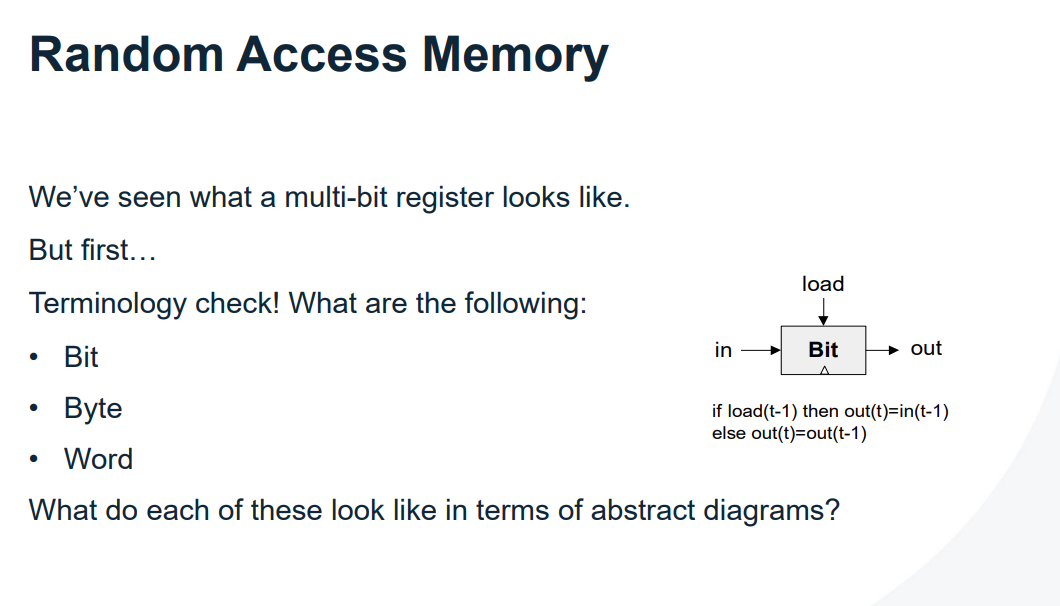 Random Access Memory
We’ve seen what a multi-bit register looks like.
But first…
Terminology check! What are the following:
• Bit
• Byte
• Word
What do each of these look like in terms of abstract diagrams?
load
in
Bit
out
if load(t-1) then out(t)=in(t-1)
else out(t)=out(t-1)